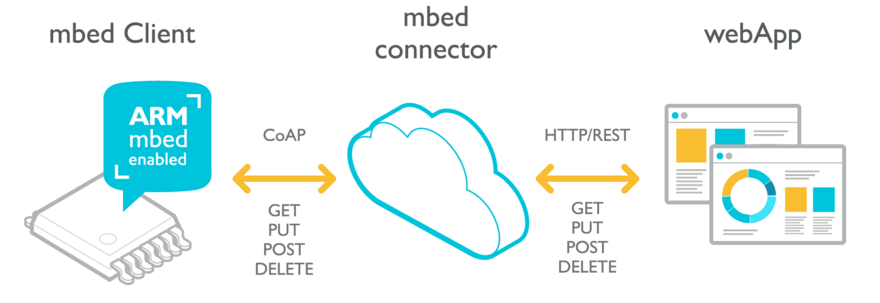 mbed Client
mbed
connector
webApp
ARM
mbed
enabled
CoAP
GET
PUT
POST
DELETE
HTTP/REST
GET
PUT
POST
DELETE